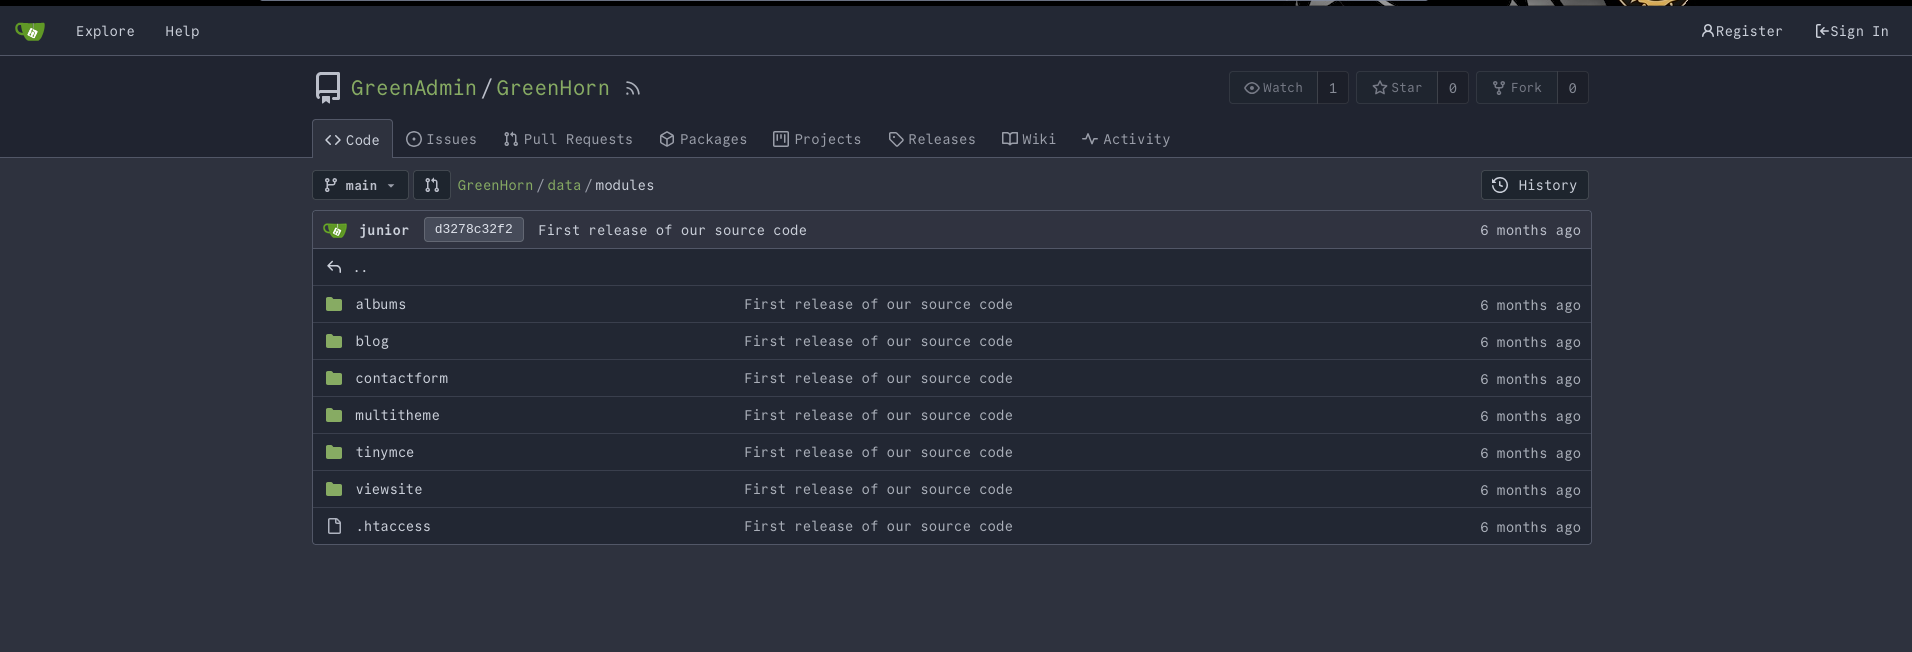 Explore Help Register Sign In
GreenAdmin / GreenHorn Watch 1 Star 0 Fork 0
Code Issues Pull Requests Packages Projects Releases Wiki Activity
main GreenHorn / data / modules History
junior d3278c32f2 First release of our source code 6 months ago
..
albums First release of our source code 6 months ago
blog First release of our source code 6 months ago
contactform First release of our source code 6 months ago
multitheme First release of our source code 6 months ago
tinymce First release of our source code 6 months ago
viewsite First release of our source code 6 months ago
.htaccess First release of our source code 6 months ago